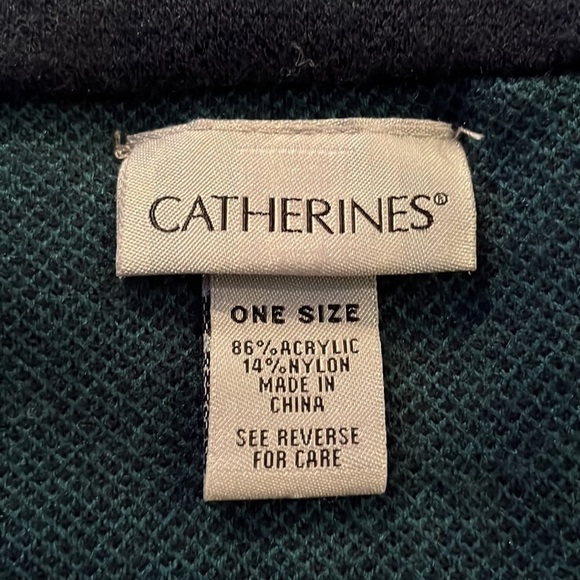 CATHERINES®
ONE SIZE
86% ACRYLIC
14% NYLON
MADE IN
CHINA
SEE REVERSE
FOR CARE